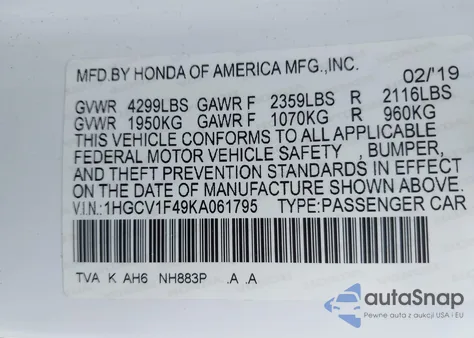 MFD.BY HONDA OF AMERICA MFG.,INC. 02/'19
GVWR 4299LBS GAWR F 2359LBS R 2116LBS
GVWR 1950KG GAWR F 1070KG R 960KG
THIS VEHICLE CONFORMS TO ALL APPLICABLE
FEDERAL MOTOR VEHICLE SAFETY , BUMPER,
AND THEFT PREVENTION STANDARDS IN EFFECT
ON THE DATE OF MANUFACTURE SHOWN ABOVE.
V.I.N.:1HGCV1F49KA061795 TYPE:PASSENGER CAR
TVA K AH6 NH883P .A .A
autoSnap
Pewne auta z aukcji USA i EU